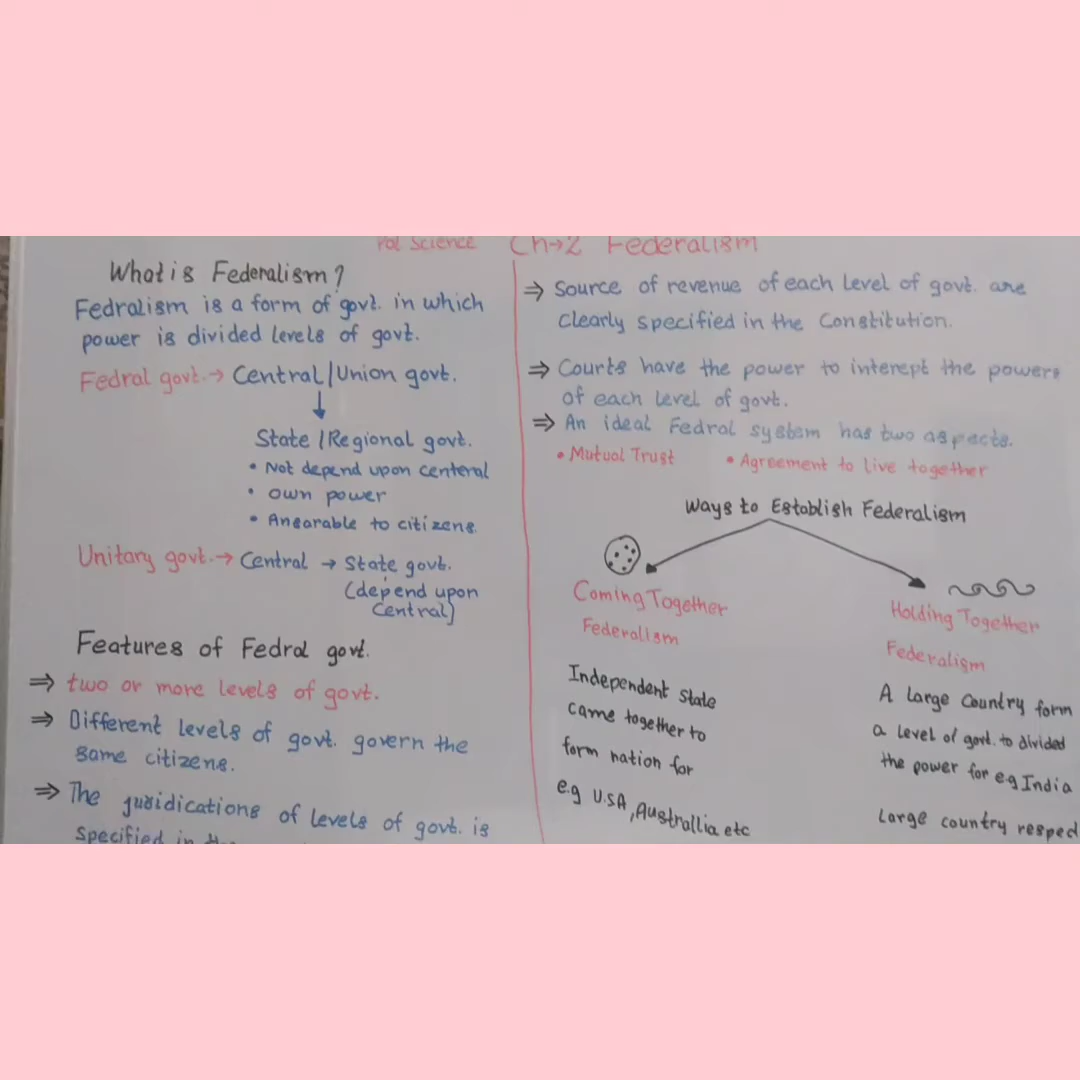 Pol Science Ch→2 Federalism
What is Federalism?
Fedralism is a form of govt. in which
power is divided levels of govt.
Fedral govt. → Central/Union govt.
State/Regional govt.
• Not depend upon centeral
• own power
• Ansarable to citizens
Unitary govt. → Central → State govt.
(depend upon
Central)
Features of Fedral govt.
⇒ two or more levels of govt.
⇒ Different levels of govt. govern the
same citizens.
⇒ The juridications of levels of govt. is
specified in the
⇒ Source of revenue of each level of govt. are
clearly specified in the Constitution.
⇒ Courts have the power to interept the powers
of each level of govt.
⇒ An ideal Fedral system has two aspects.
• Mutual Trust • Agreement to live together
Ways to Establish Federalism
Coming Together
Federalism
Independent state
came together to
form nation for
e.g U.S.A, Australlia etc
Holding Together
Federalism
A large country form
a level of govt. to divided
the power for e.g India
Large country respec